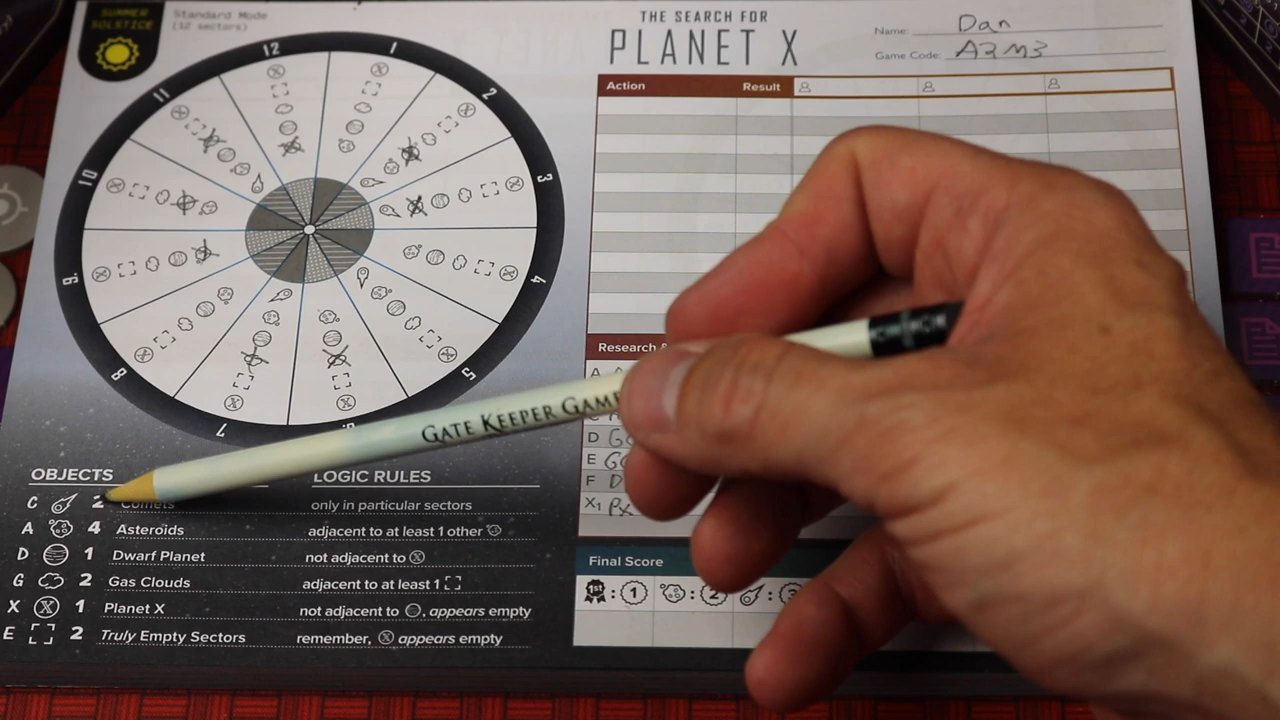 SUMMER
SOLSTICE
Standard Mode
(12 sectors)
THE SEARCH FOR
PLANET X
Name: Dan
Game Code: A3M3
12
1
2
3
4
5
7
8
9.
10
11
Action Result
GATE KEEPER GAME
Research &
D
E
F D
X1
Final Score
1ST : 1 : 2 :
OBJECTS LOGIC RULES
C 2 Comets only in particular sectors
A 4 Asteroids adjacent to at least 1 other
D 1 Dwarf Planet not adjacent to X
G 2 Gas Clouds adjacent to at least 1
X X 1 Planet X not adjacent to , appears empty
E 2 Truly Empty Sectors remember, X appears empty